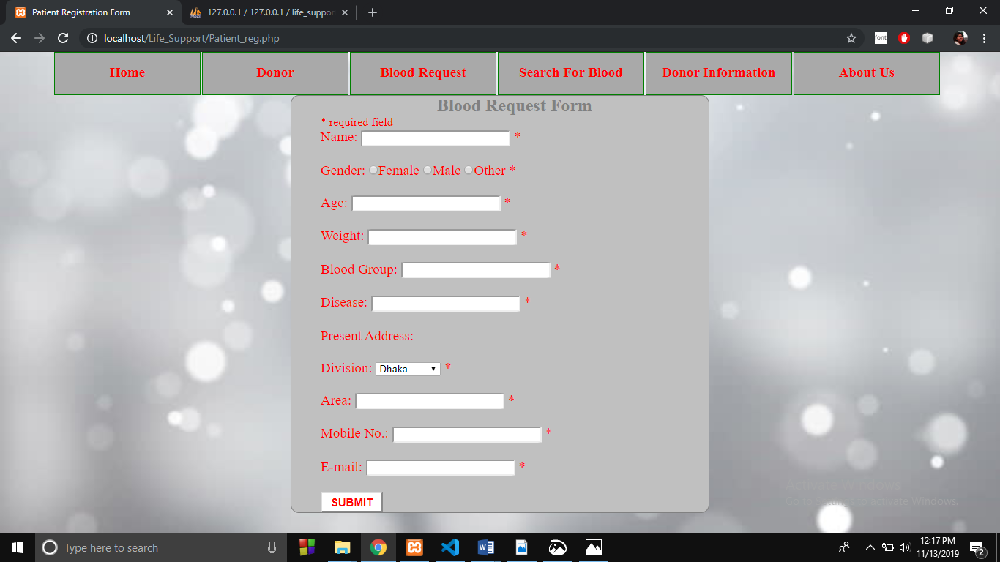 Patient Registration Form
127.0.0.1 / 127.0.0.1 / life_suppor
localhost/Life_Support/Patient_reg.php
font
Home Donor Blood Request Search For Blood Donor Information About Us
Blood Request Form
* required field
Name: *
Gender: Female Male Other *
Age: *
Weight: *
Blood Group: *
Disease: *
Present Address:
Division: Dhaka *
Area: *
Mobile No.: *
E-mail: *
SUBMIT
Activate Windows
Go to Settings to activate Windows.
Type here to search
12:17 PM
11/13/2019
2